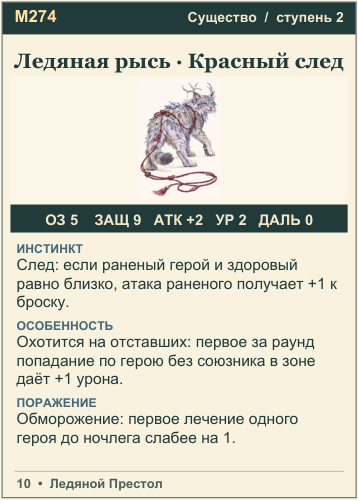 M274
Существо / ступень 2
Ледяная рысь · Красный след
ОЗ 5 ЗАЩ 9 АТК +2 УР 2 ДАЛЬ 0
ИНСТИНКТ
След: если раненый герой и здоровый
равно близко, атака раненого получает +1 к
броску.
ОСОБЕННОСТЬ
Охотится на отставших: первое за раунд
попадание по герою без союзника в зоне
даёт +1 урона.
ПОРАЖЕНИЕ
Обморожение: первое лечение одного
героя до ночлега слабее на 1.
10 • Ледяной Престол